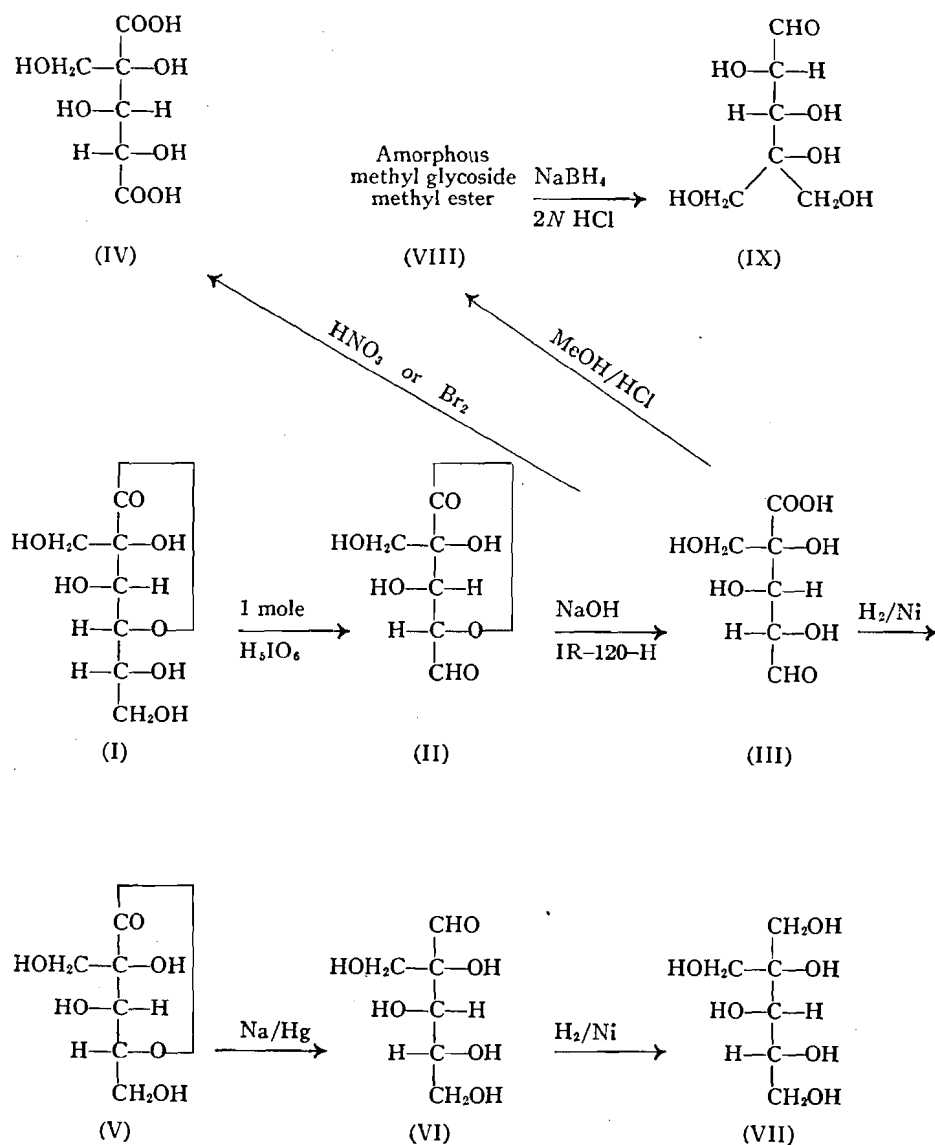 COOH
HOH₂C—C—OH
HO—C—H
H—C—OH
COOH
(IV)
Amorphous
methyl glycoside
methyl ester
(VIII)
NaBH₄
2N HCl
CHO
HO—C—H
H—C—OH
C—OH
HOH₂C CH₂OH
(IX)
HNO₃ or Br₂
MeOH/HCl
CO
HOH₂C—C—OH
HO—C—H
H—C—O
H—C—OH
CH₂OH
(I)
1 mole
H₅IO₆
CO
HOH₂C—C—OH
HO—C—H
H—C—O
CHO
(II)
NaOH
IR–120–H
COOH
HOH₂C—C—OH
HO—C—H
H—C—OH
CHO
(III)
H₂/Ni
CO
HOH₂C—C—OH
HO—C—H
H—C—O
CH₂OH
(V)
Na/Hg
CHO
HOH₂C—C—OH
HO—C—H
H—C—OH
CH₂OH
(VI)
H₂/Ni
CH₂OH
HOH₂C—C—OH
HO—C—H
H—C—OH
CH₂OH
(VII)